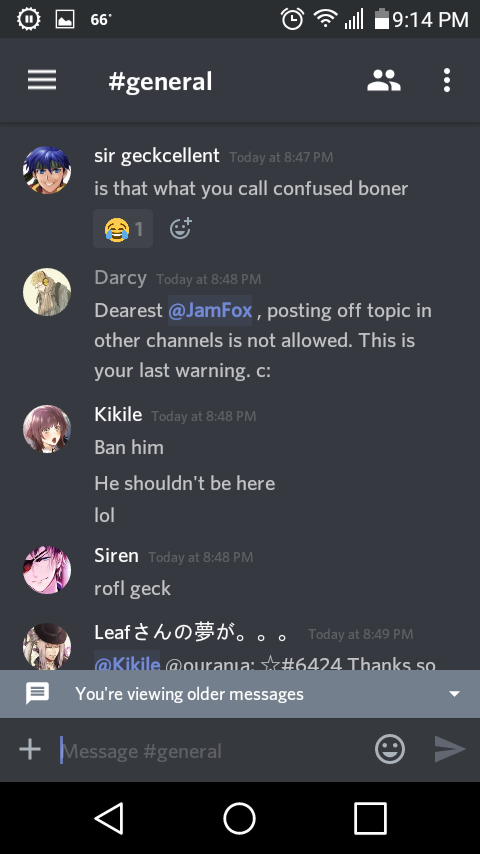 66°
9:14 PM
#general
sir geckcellent Today at 8:47 PM
is that what you call confused boner
😂 1
Darcy Today at 8:48 PM
Dearest @JamFox , posting off topic in
other channels is not allowed. This is
your last warning. c:
Kikile Today at 8:48 PM
Ban him
He shouldn't be here
lol
Siren Today at 8:48 PM
rofl geck
Leafさんの夢が。。。 Today at 8:49 PM
@Kikile @ourania: ☆#6424 Thanks so
You're viewing older messages
Message #general